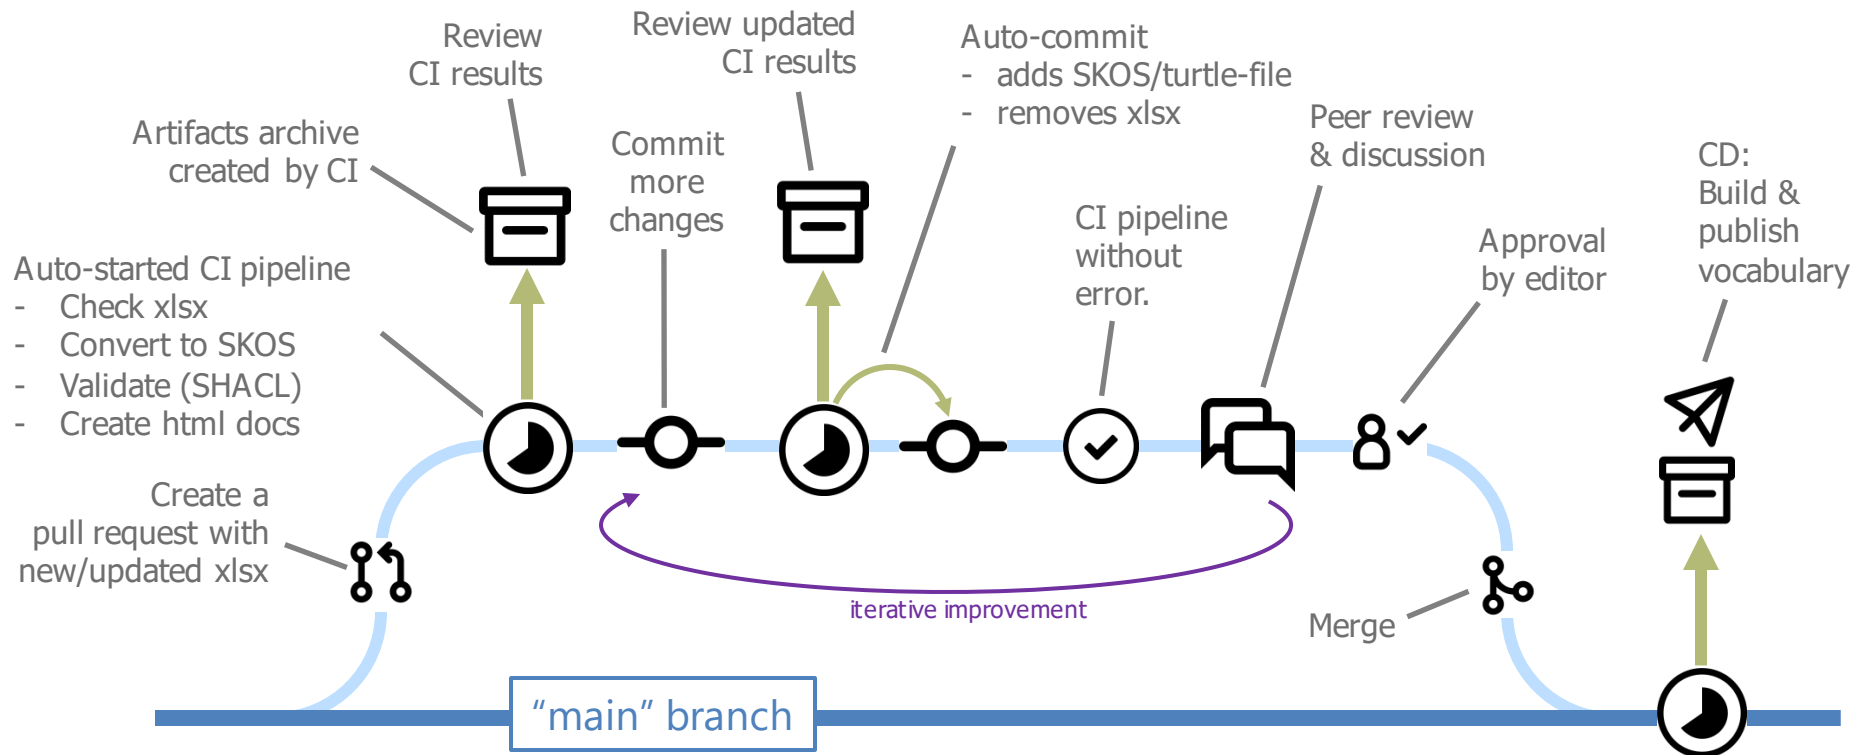 Review
CI results
Review updated
CI results
Auto-commit
- adds SKOS/turtle-file
- removes xlsx
Artifacts archive
created by CI
Commit
more
changes
Peer review
& discussion
CD:
Build &
publish
vocabulary
CI pipeline
without
error.
Approval
by editor
Auto-started CI pipeline
- Check xlsx
- Convert to SKOS
- Validate (SHACL)
- Create html docs
Create a
pull request with
new/updated xlsx
iterative improvement
Merge
“main” branch